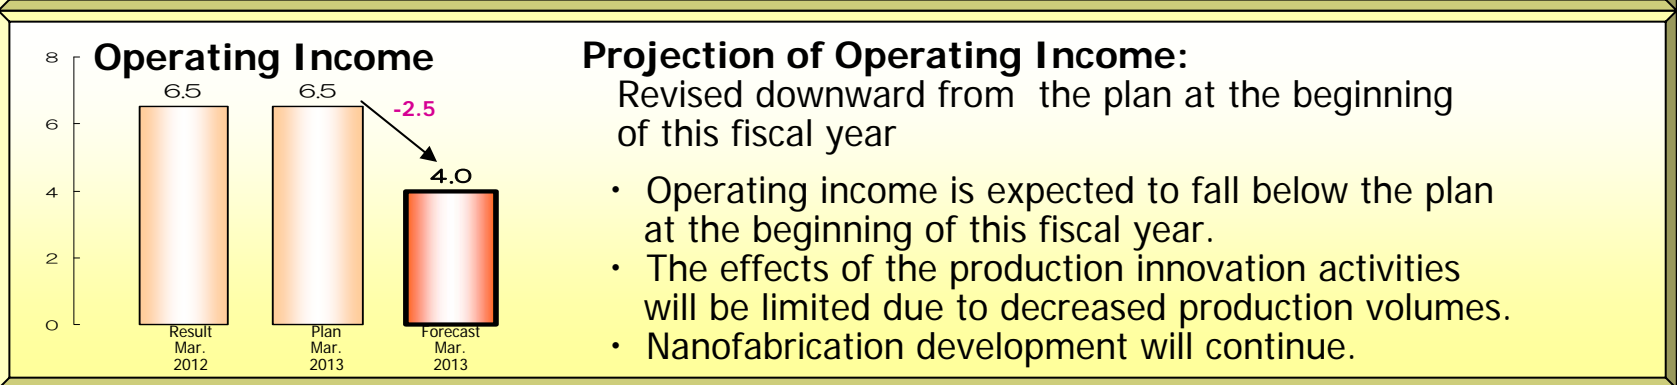 Operating Income
8
6
4
2
0
6.5
6.5
-2.5
4.0
Result
Mar.
2012
Plan
Mar.
2013
Forecast
Mar.
2013
Projection of Operating Income:
Revised downward from the plan at the beginning
of this fiscal year
・ Operating income is expected to fall below the plan
at the beginning of this fiscal year.
・ The effects of the production innovation activities
will be limited due to decreased production volumes.
・ Nanofabrication development will continue.